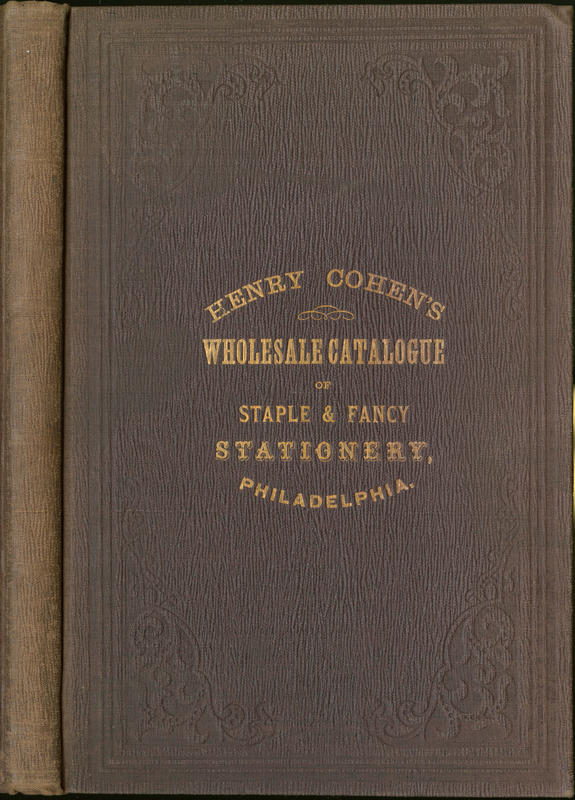 HENRY COHEN'S
WHOLESALE CATALOGUE
OF
STAPLE & FANCY
STATIONERY,
PHILADELPHIA.